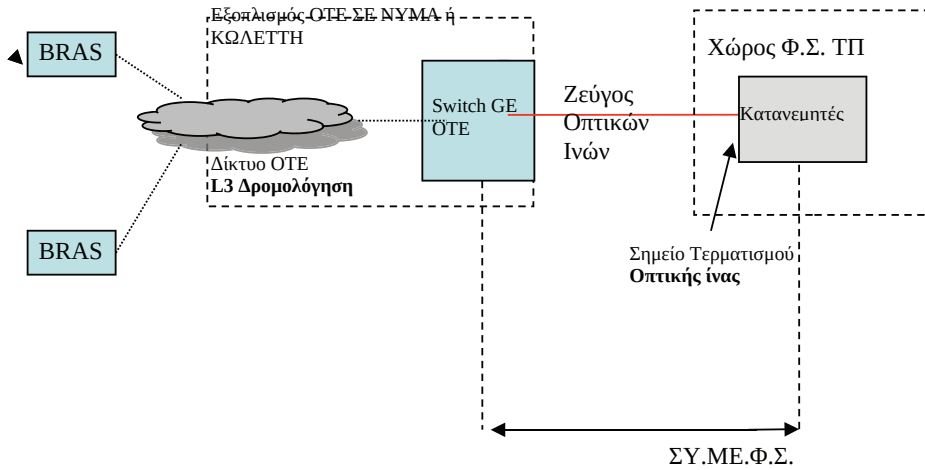 Εξοπλισμός ΟΤΕ ΣΕ ΝΥΜΑ ή
ΚΩΛΕΤΤΗ
BRAS
Χώρος Φ.Σ. ΤΠ
Switch GE
ΟΤΕ
Ζεύγος
Οπτικών
Ινών
Κατανεμητές
Δίκτυο ΟΤΕ
L3 Δρομολόγηση
BRAS
Σημείο Τερματισμού
Οπτικής ίνας
ΣΥ.ΜΕ.Φ.Σ.